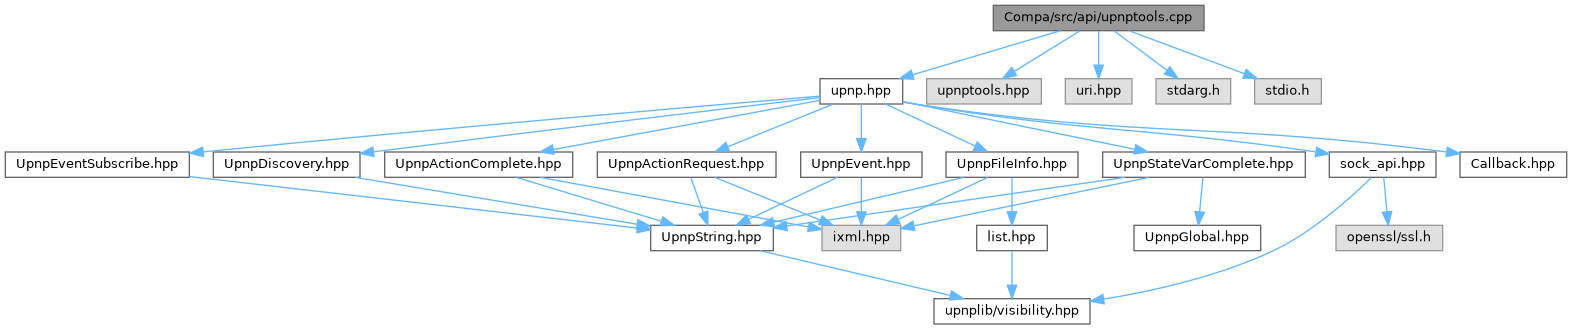 Compa/src/api/upnptools.cpp
upnp.hpp
upnptools.hpp
uri.hpp
stdarg.h
stdio.h
UpnpEventSubscribe.hpp
UpnpDiscovery.hpp
UpnpActionComplete.hpp
UpnpActionRequest.hpp
UpnpEvent.hpp
UpnpFileInfo.hpp
UpnpStateVarComplete.hpp
sock_api.hpp
Callback.hpp
UpnpString.hpp
ixml.hpp
list.hpp
UpnpGlobal.hpp
openssl/ssl.h
upnplib/visibility.hpp